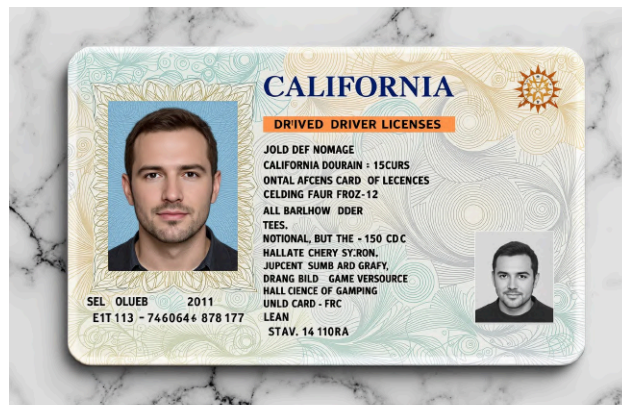 CALIFORNIA
DR'IVED DRIVER LICENSES
JOLD DEF NOMAGE
CALIFORNIA DOURAIN : 15CURS
ONTAL AFCENS CARD OF LECENCES
CELDING FAUR FROZ-12
ALL BARLHOW DDER
TEES.
NOTIONAL, BUT THE - 150 CDC
HALLATE CHERY SY:RON,
JUPCENT SUMB ARD GRAFY,
DRANG BILD GAME VERSOURCE
HALL CIENCE OF GAMPING
UNLD CARD - FRC
LEAN
STAV. 14 110RA
SEL OLUEB 2011
E1T 113 - 7460646 878 177